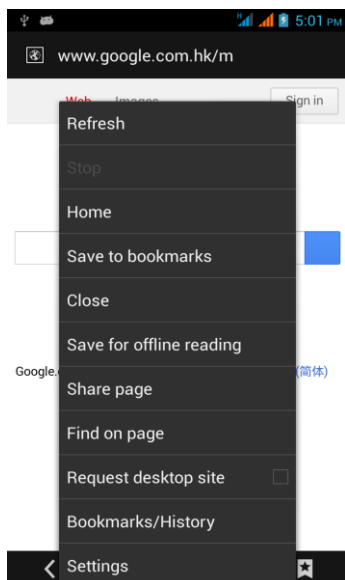 H
5:01 PM
www.google.com.hk/m
Web Images Sign in
Refresh
Stop
Home
Save to bookmarks
Close
Save for offline reading
Google. (简体)
Share page
Find on page
Request desktop site
Bookmarks/History
Settings